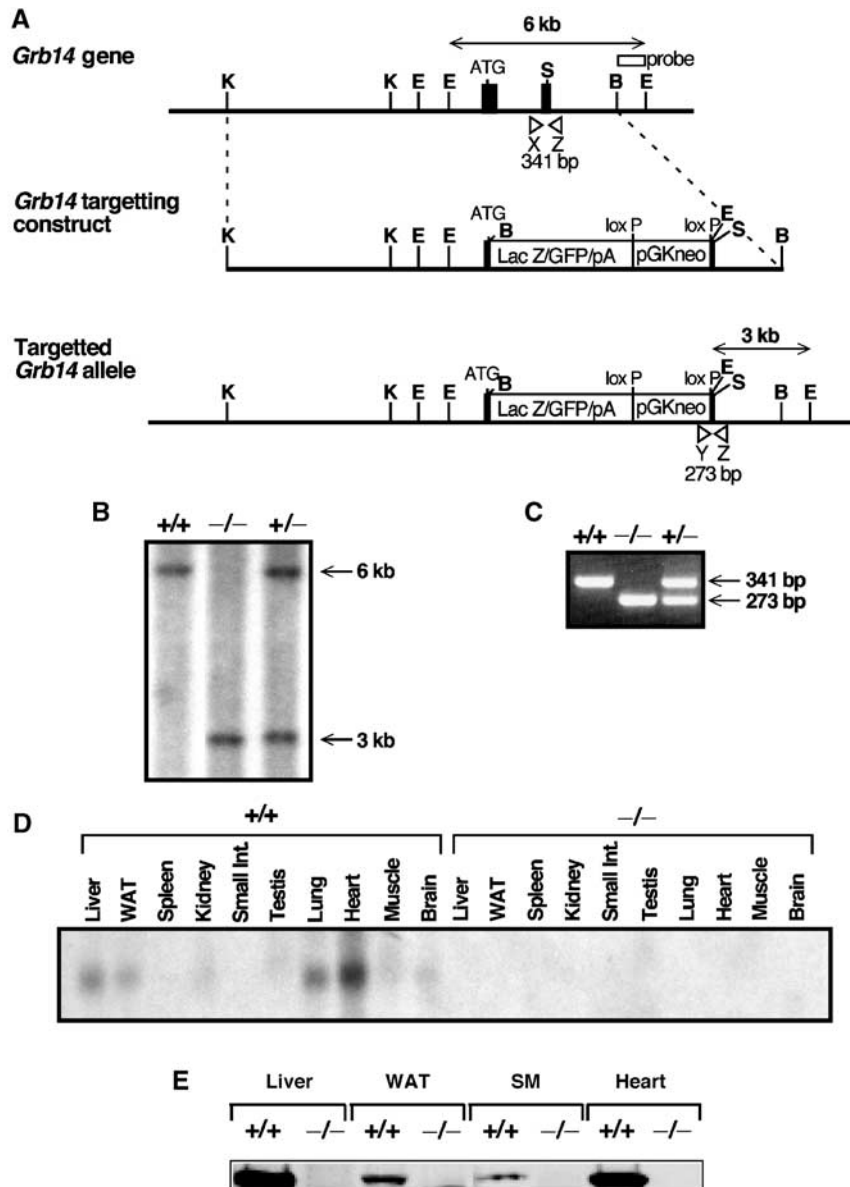 A
6 kb
Grb14 gene
probe
K K E E ATG S B E
X Z
341 bp
Grb14 targetting
construct
K K E E ATG B lox P lox P E S B
Lac Z/GFP/pA pGKneo
Targetted
Grb14 allele
3 kb
K K E E ATG B lox P lox P E S B E
Lac Z/GFP/pA pGKneo
Y Z
273 bp
B
+/+ –/– +/–
6 kb
3 kb
C
+/+ –/– +/–
341 bp
273 bp
D
+/+ –/–
Liver WAT Spleen Kidney Small Int. Testis Lung Heart Muscle Brain Liver WAT Spleen Kidney Small Int. Testis Lung Heart Muscle Brain
E
Liver WAT SM Heart
+/+ –/– +/+ –/– +/+ –/– +/+ –/–